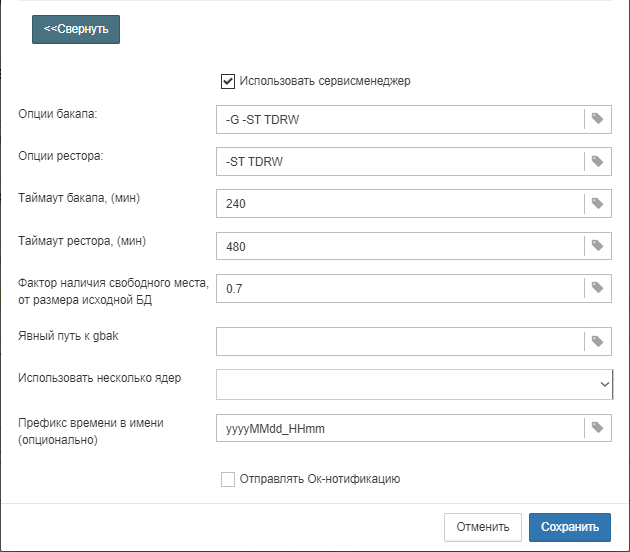 <<Свернуть
Использовать сервисменеджер
Опции бакапа:
-G -ST TDRW
Опции рестора:
-ST TDRW
Таймаут бакапа, (мин)
240
Таймаут рестора, (мин)
480
Фактор наличия свободного места,
от размера исходной БД
0.7
Явный путь к gbak
Использовать несколько ядер
Префикс времени в имени
(опционально)
yyyyMMdd_HHmm
Отправлять Ок-нотификацию
Отменить
Сохранить